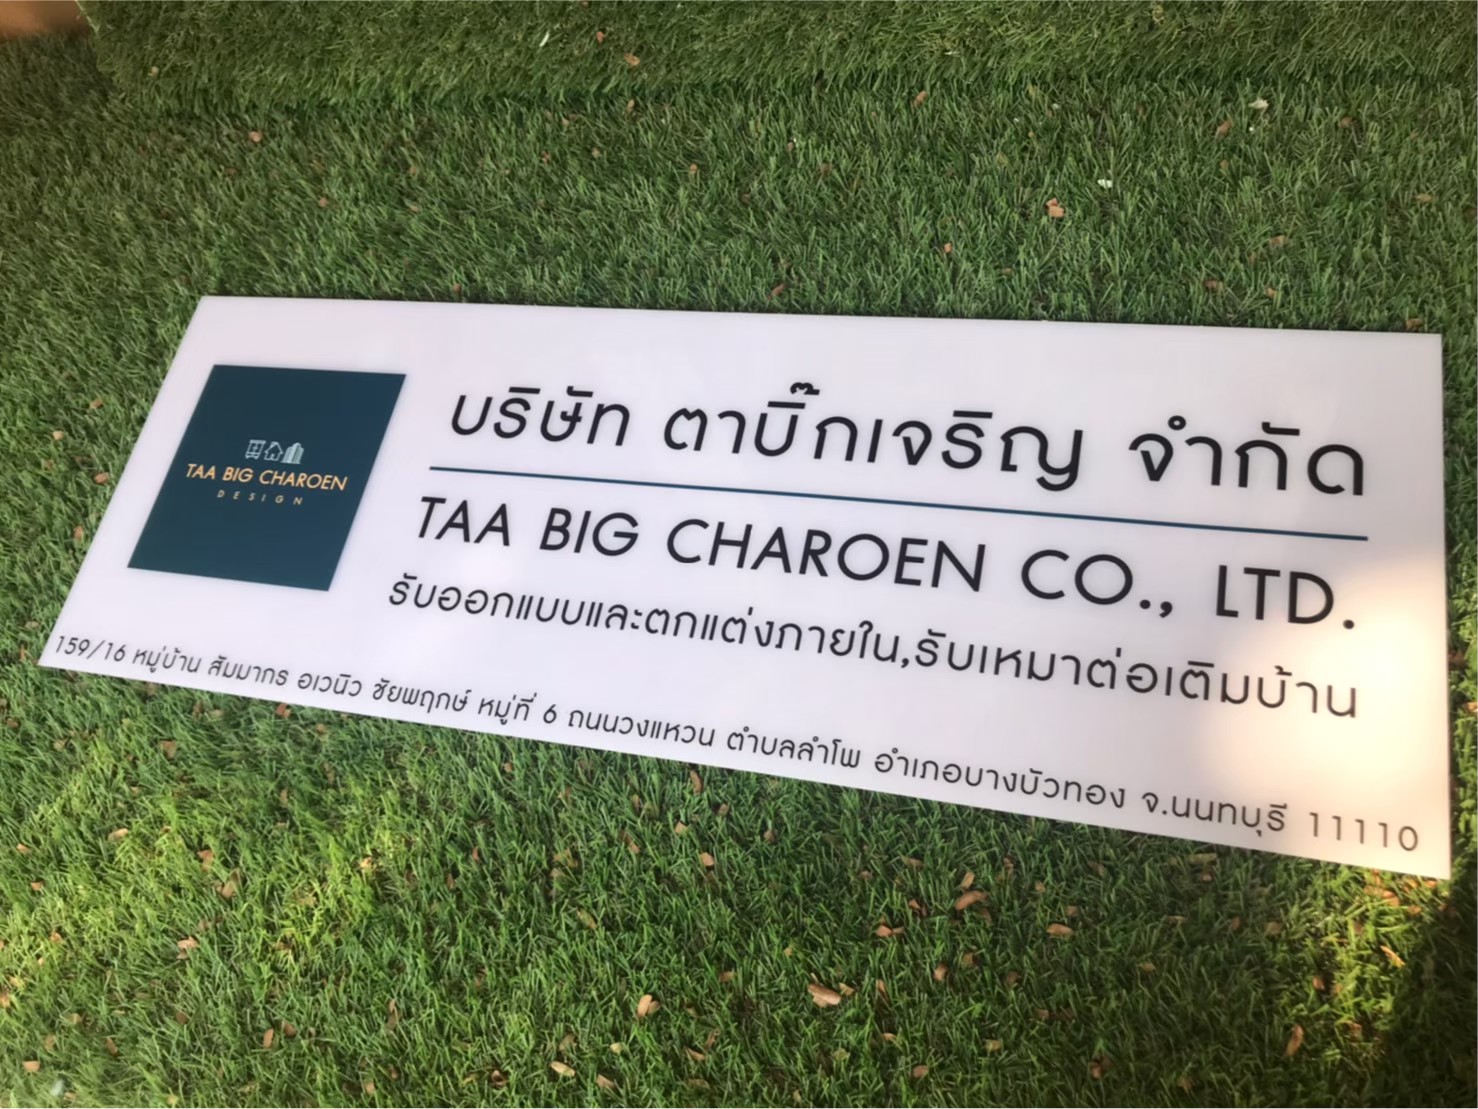 TAA BIG CHAROEN
DESIGN
บริษัท ตาบิ๊กเจริญ จำกัด
TAA BIG CHAROEN CO., LTD.
รับออกแบบและตกแต่งภายใน,รับเหมาต่อเติมบ้าน
159/16 หมู่บ้าน สัมมากร อเวนิว ชัยพฤกษ์ หมู่ที่ 6 ถนนวงแหวน ตำบลลำโพ อำเภอบางบัวทอง จ.นนทบุรี 11110